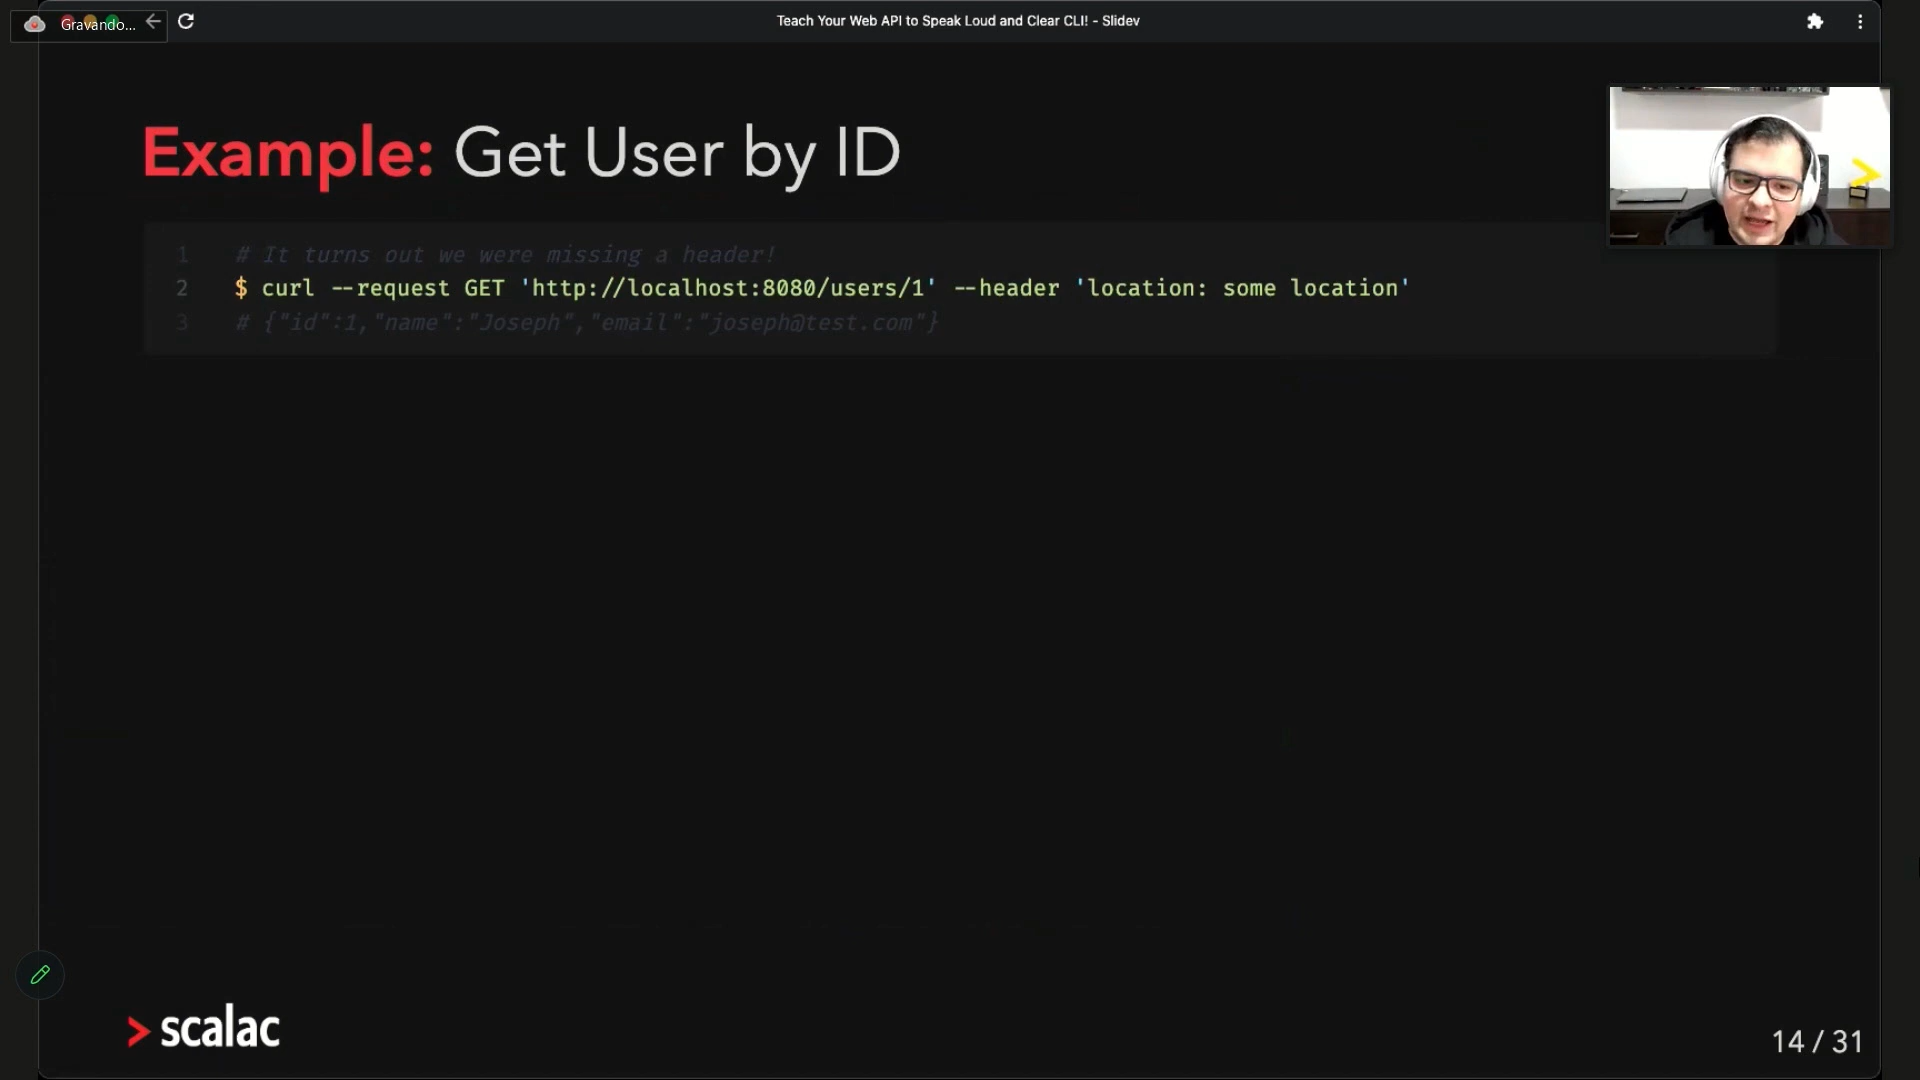 Gravando...
Teach Your Web API to Speak Loud and Clear CLI! - Slidev
Example: Get User by ID
1 # It turns out we were missing a header!
2 $ curl --request GET 'http://localhost:8080/users/1' --header 'location: some location'
3 # {"id":1,"name":"Joseph","email":"joseph@test.com"}
> scalac
14 / 31